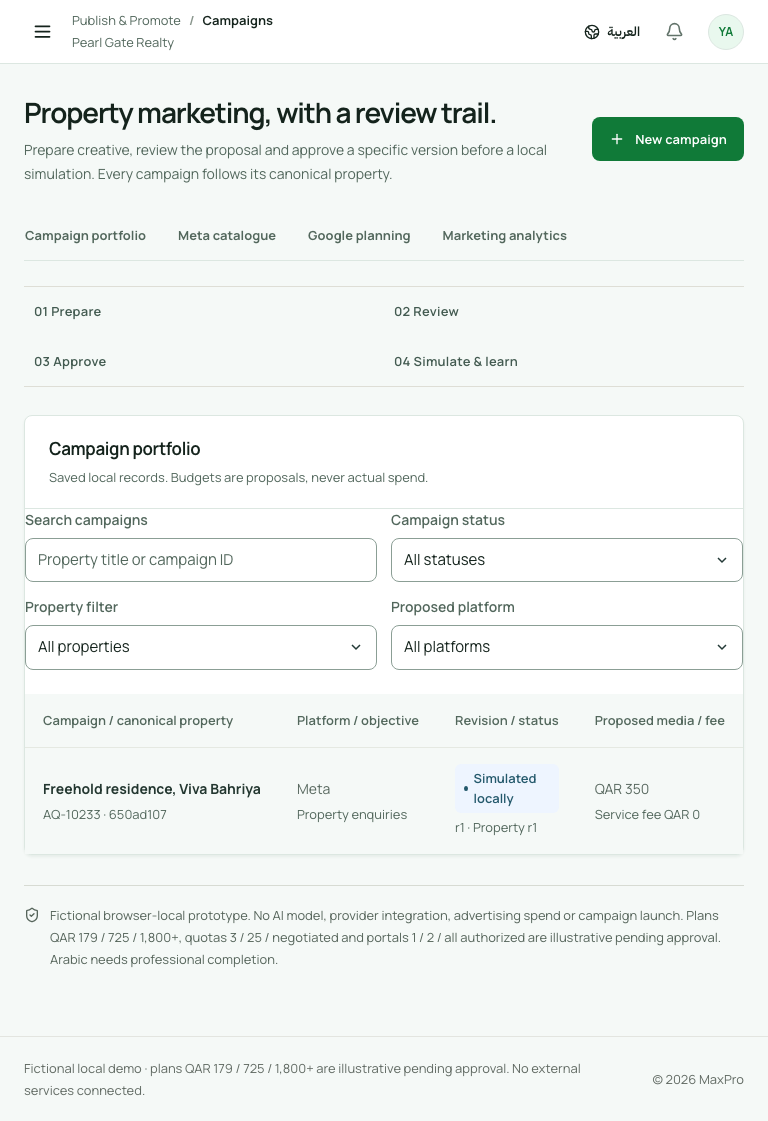 Publish & Promote / Campaigns
Pearl Gate Realty
العربية
YA
Property marketing, with a review trail.
Prepare creative, review the proposal and approve a specific version before a local
simulation. Every campaign follows its canonical property.
New campaign
Campaign portfolio
Meta catalogue
Google planning
Marketing analytics
01 Prepare
02 Review
03 Approve
04 Simulate & learn
Campaign portfolio
Saved local records. Budgets are proposals, never actual spend.
Search campaigns
Campaign status
Property title or campaign ID
All statuses
Property filter
Proposed platform
All properties
All platforms
Campaign / canonical property
Platform / objective
Revision / status
Proposed media / fee
Freehold residence, Viva Bahriya
AQ-10233 · 650ad107
Meta
Property enquiries
Simulated
locally
r1 · Property r1
QAR 350
Service fee QAR 0
Fictional browser-local prototype. No AI model, provider integration, advertising spend or campaign launch. Plans
QAR 179 / 725 / 1,800+, quotas 3 / 25 / negotiated and portals 1 / 2 / all authorized are illustrative pending approval.
Arabic needs professional completion.
Fictional local demo · plans QAR 179 / 725 / 1,800+ are illustrative pending approval. No external
services connected.
© 2026 MaxPro